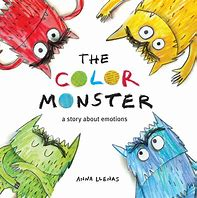 THE
COLOR
MONSTER
a story about emotions
ANNA LLENAS